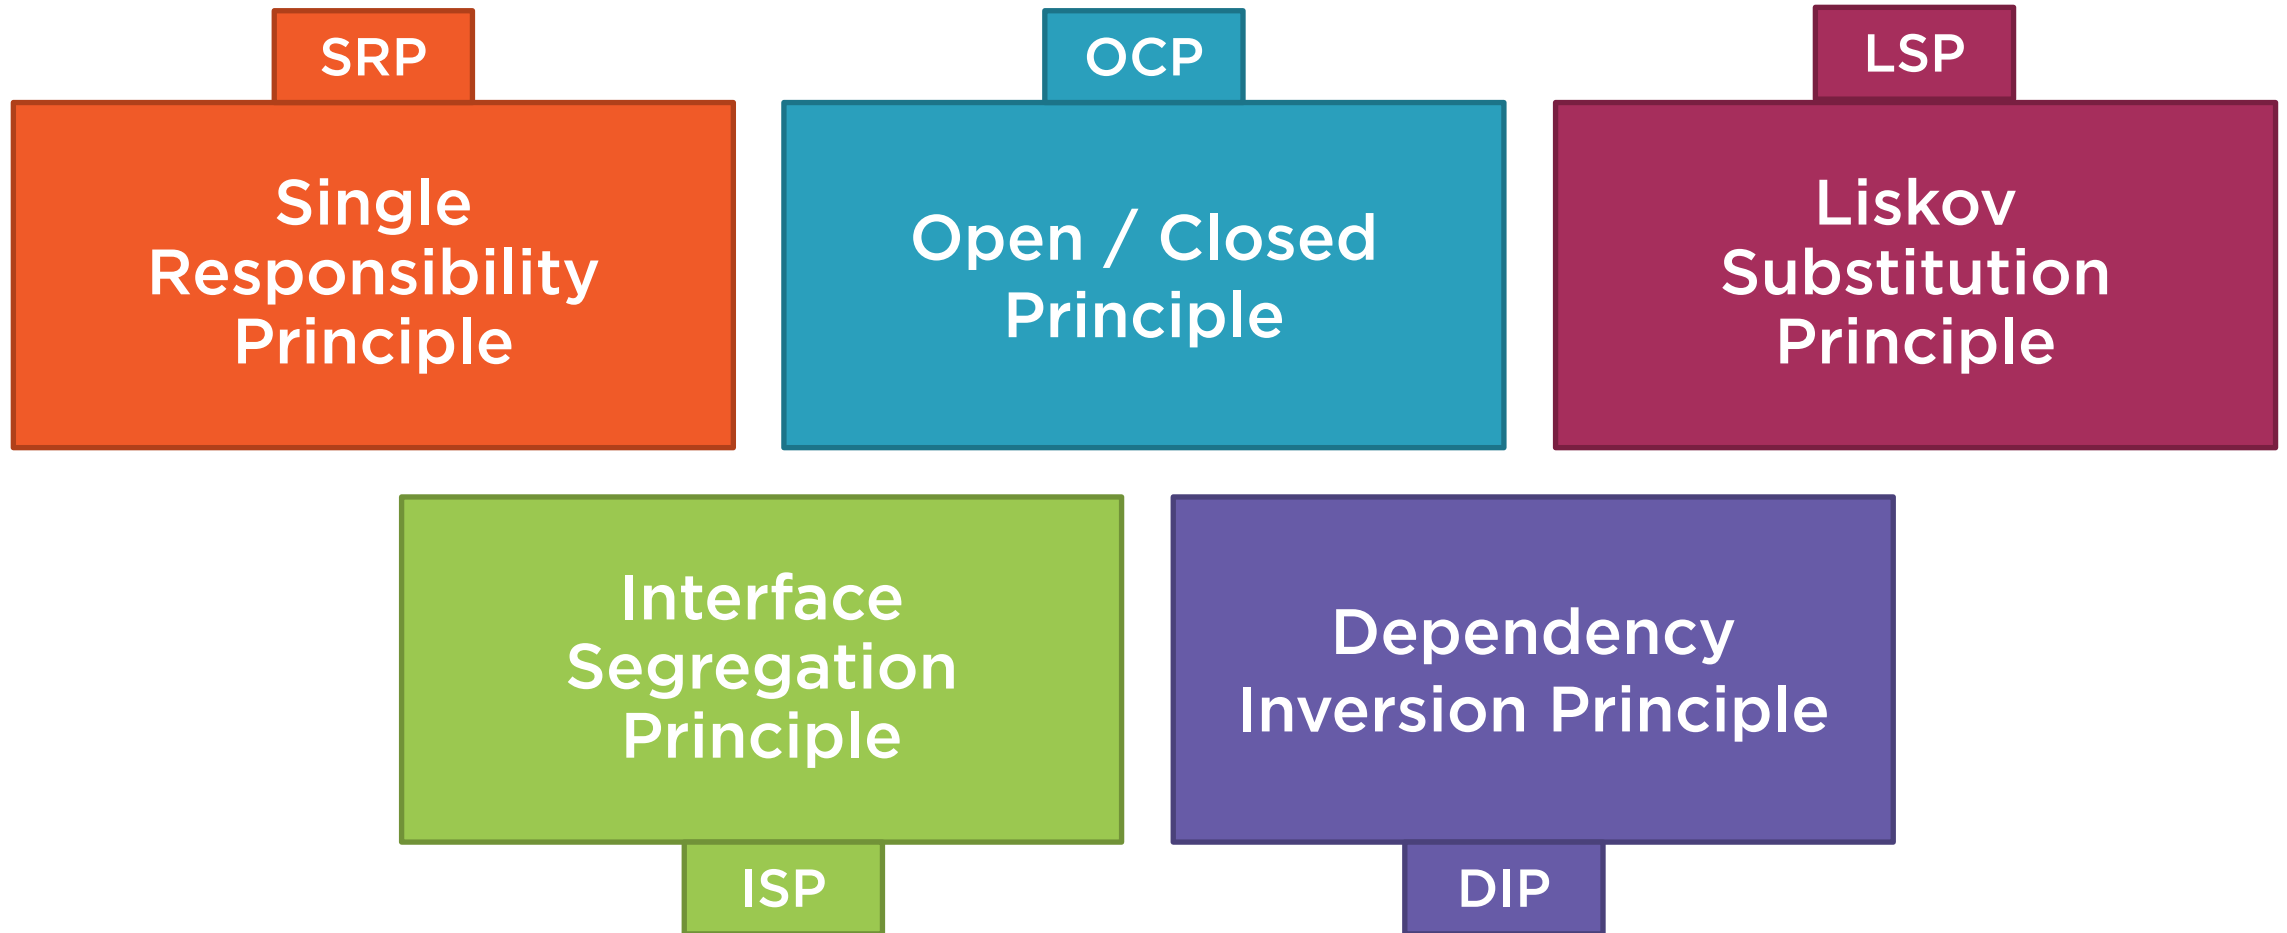 SRP
Single
Responsibility
Principle
OCP
Open / Closed
Principle
LSP
Liskov
Substitution
Principle
Interface
Segregation
Principle
ISP
Dependency
Inversion Principle
DIP